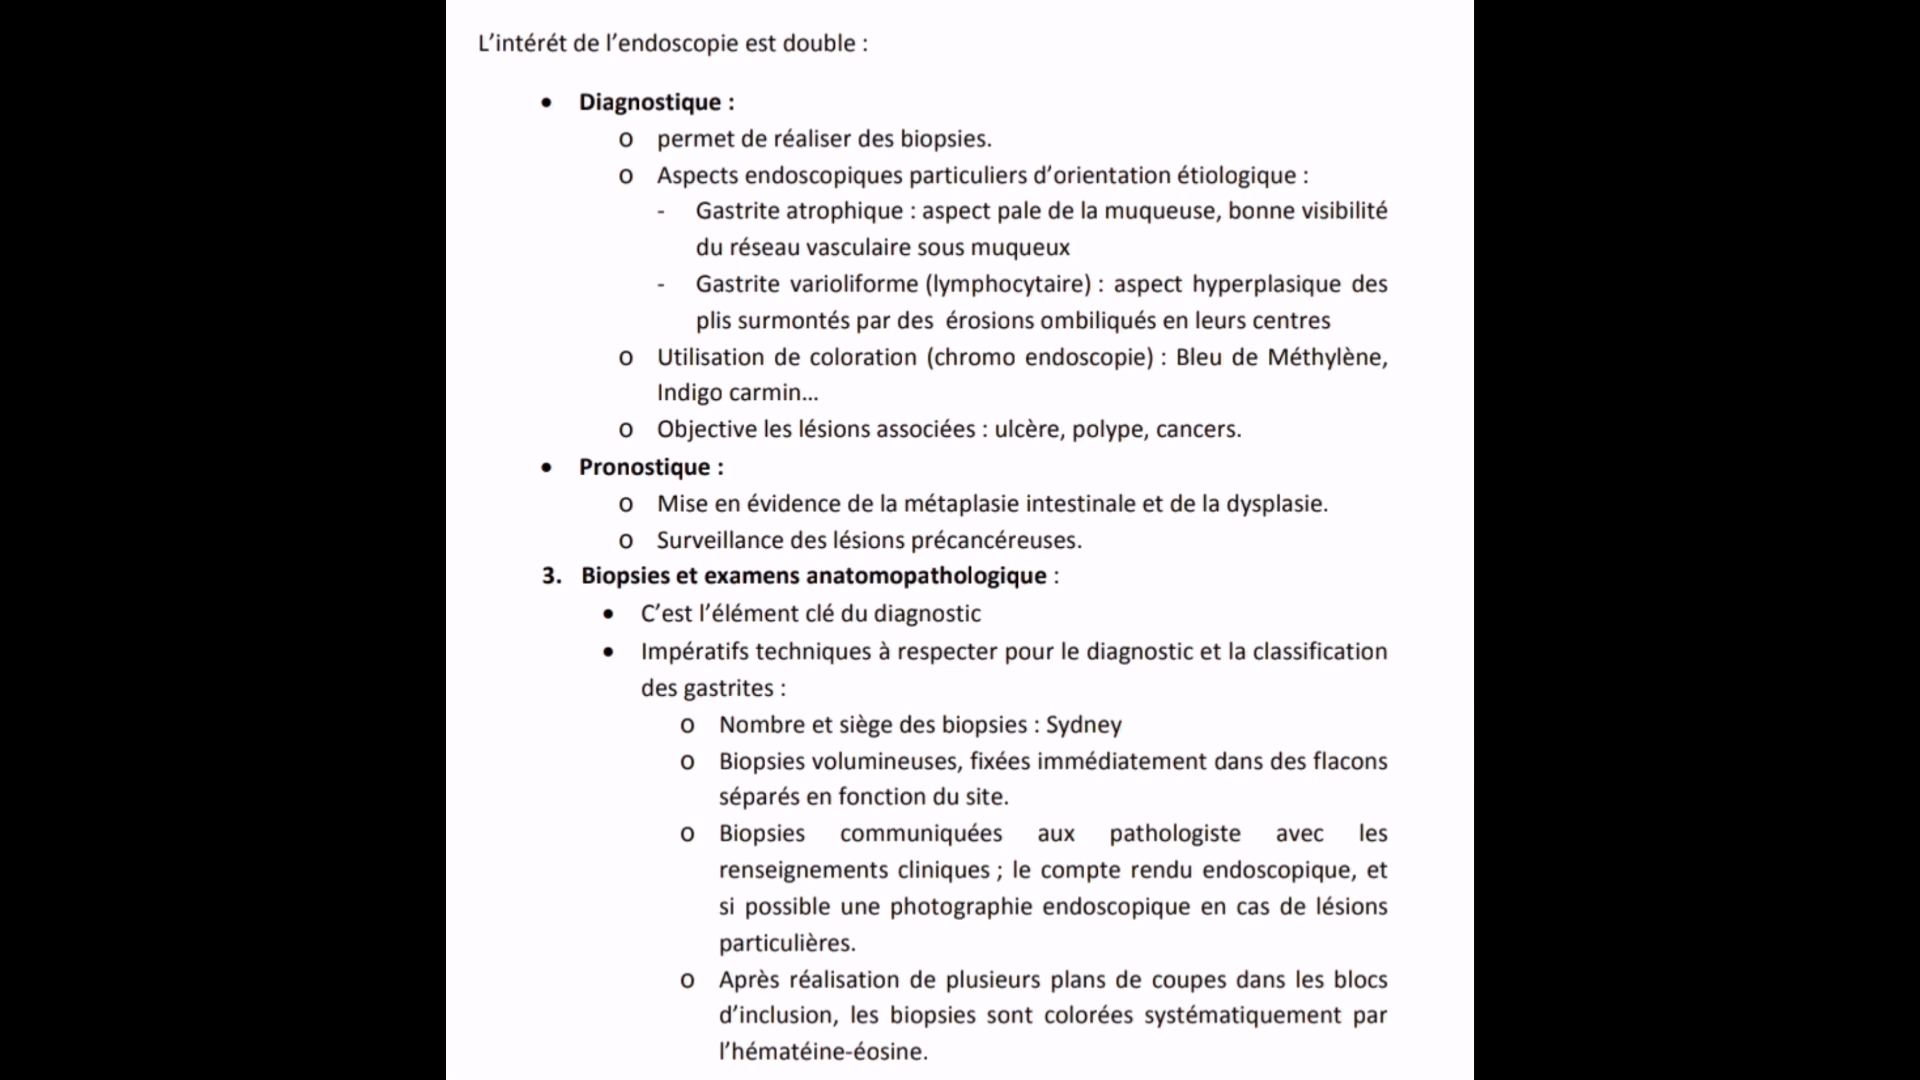 L'intérét de l'endoscopie est double :
• Diagnostique :
o permet de réaliser des biopsies.
o Aspects endoscopiques particuliers d'orientation étiologique :
- Gastrite atrophique : aspect pale de la muqueuse, bonne visibilité
du réseau vasculaire sous muqueux
- Gastrite varioliforme (lymphocytaire) : aspect hyperplasique des
plis surmontés par des érosions ombiliqués en leurs centres
o Utilisation de coloration (chromo endoscopie) : Bleu de Méthylène,
Indigo carmin...
o Objective les lésions associées : ulcère, polype, cancers.
• Pronostique :
o Mise en évidence de la métaplasie intestinale et de la dysplasie.
o Surveillance des lésions précancéreuses.
3. Biopsies et examens anatomopathologique :
• C'est l'élément clé du diagnostic
• Impératifs techniques à respecter pour le diagnostic et la classification
des gastrites :
o Nombre et siège des biopsies : Sydney
o Biopsies volumineuses, fixées immédiatement dans des flacons
séparés en fonction du site.
o Biopsies communiquées aux pathologiste avec les
renseignements cliniques ; le compte rendu endoscopique, et
si possible une photographie endoscopique en cas de lésions
particulières.
o Après réalisation de plusieurs plans de coupes dans les blocs
d'inclusion, les biopsies sont colorées systématiquement par
l'hématéine-éosine.